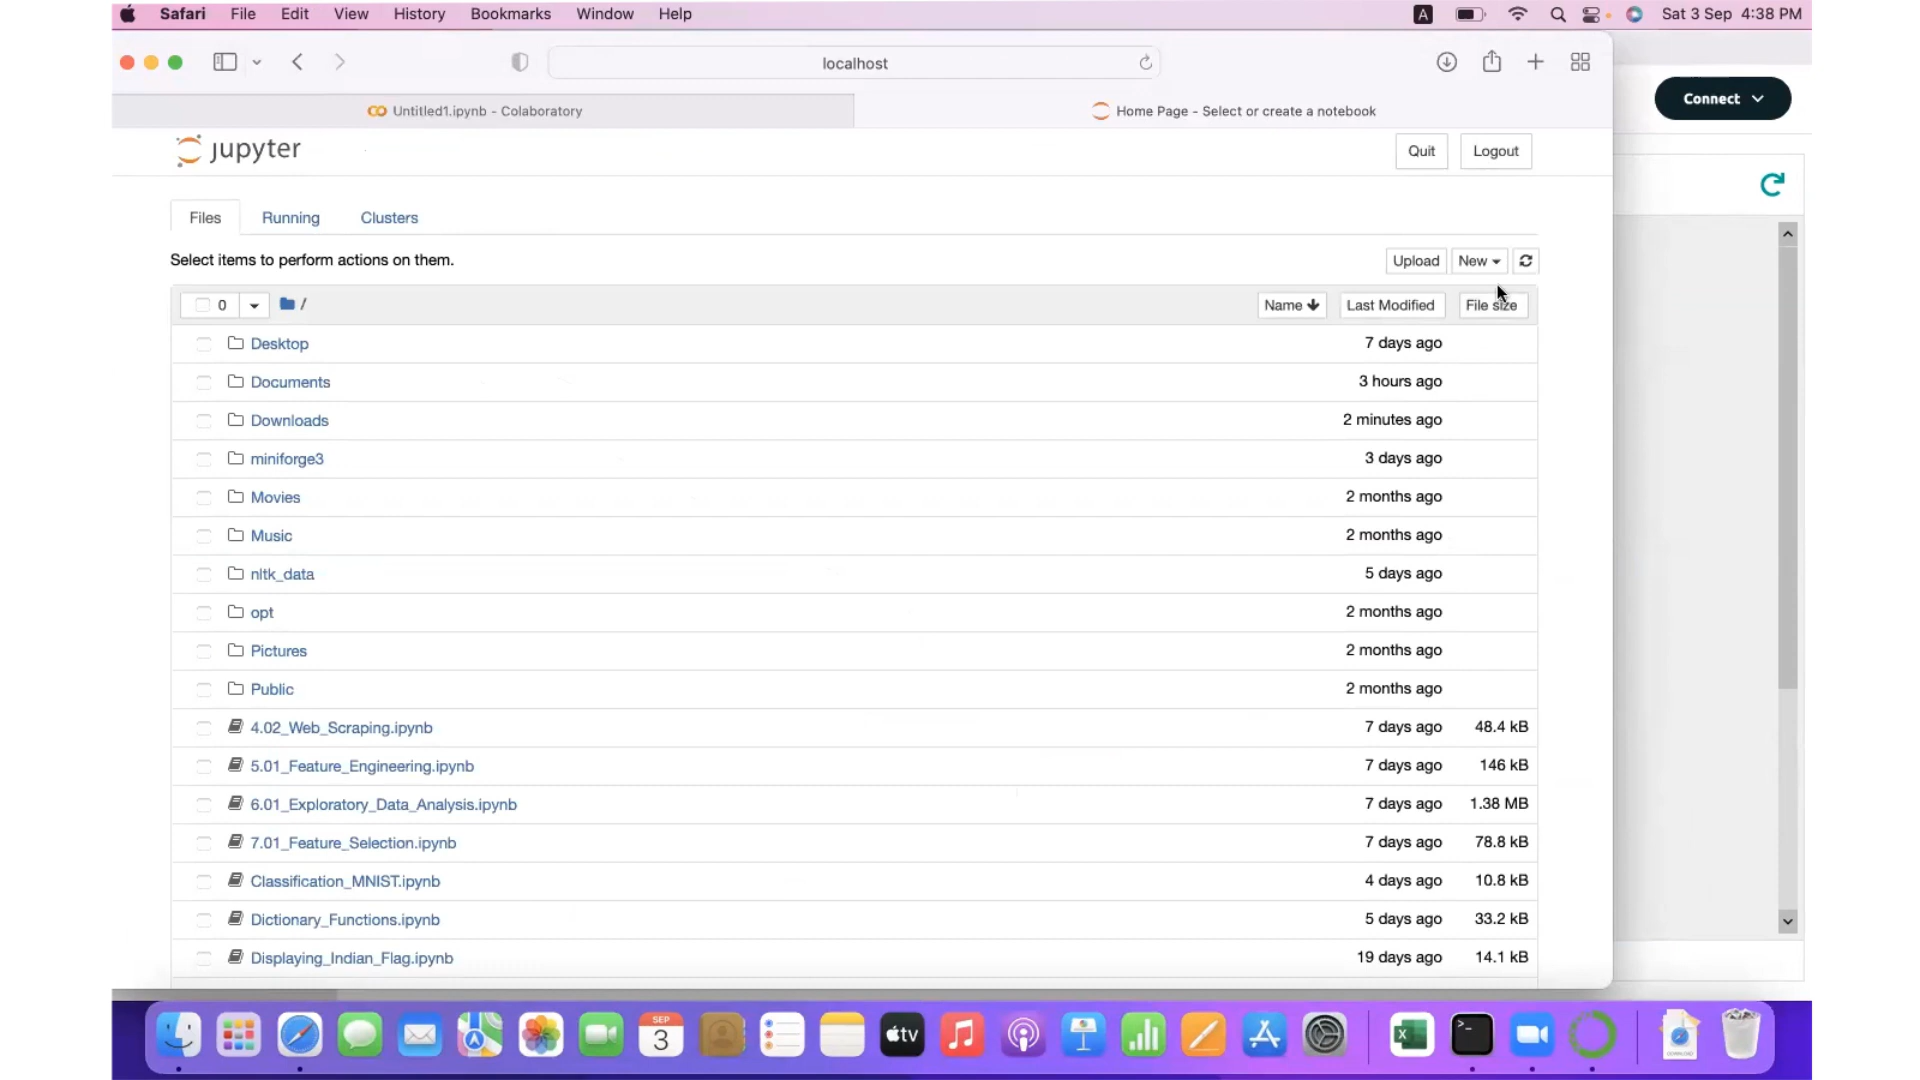 Safari File Edit View History Bookmarks Window Help A Sat 3 Sep 4:38 PM
localhost
Connect
Untitled1.ipynb - Colaboratory Home Page - Select or create a notebook
jupyter Quit Logout
Files Running Clusters
Select items to perform actions on them. Upload New
0 / Name Last Modified File size
Desktop 7 days ago
Documents 3 hours ago
Downloads 2 minutes ago
miniforge3 3 days ago
Movies 2 months ago
Music 2 months ago
nltk_data 5 days ago
opt 2 months ago
Pictures 2 months ago
Public 2 months ago
4.02_Web_Scraping.ipynb 7 days ago 48.4 kB
5.01_Feature_Engineering.ipynb 7 days ago 146 kB
6.01_Exploratory_Data_Analysis.ipynb 7 days ago 1.38 MB
7.01_Feature_Selection.ipynb 7 days ago 78.8 kB
Classification_MNIST.ipynb 4 days ago 10.8 kB
Dictionary_Functions.ipynb 5 days ago 33.2 kB
Displaying_Indian_Flag.ipynb 19 days ago 14.1 kB
SEP
3
tv
X
DOWNLOAD